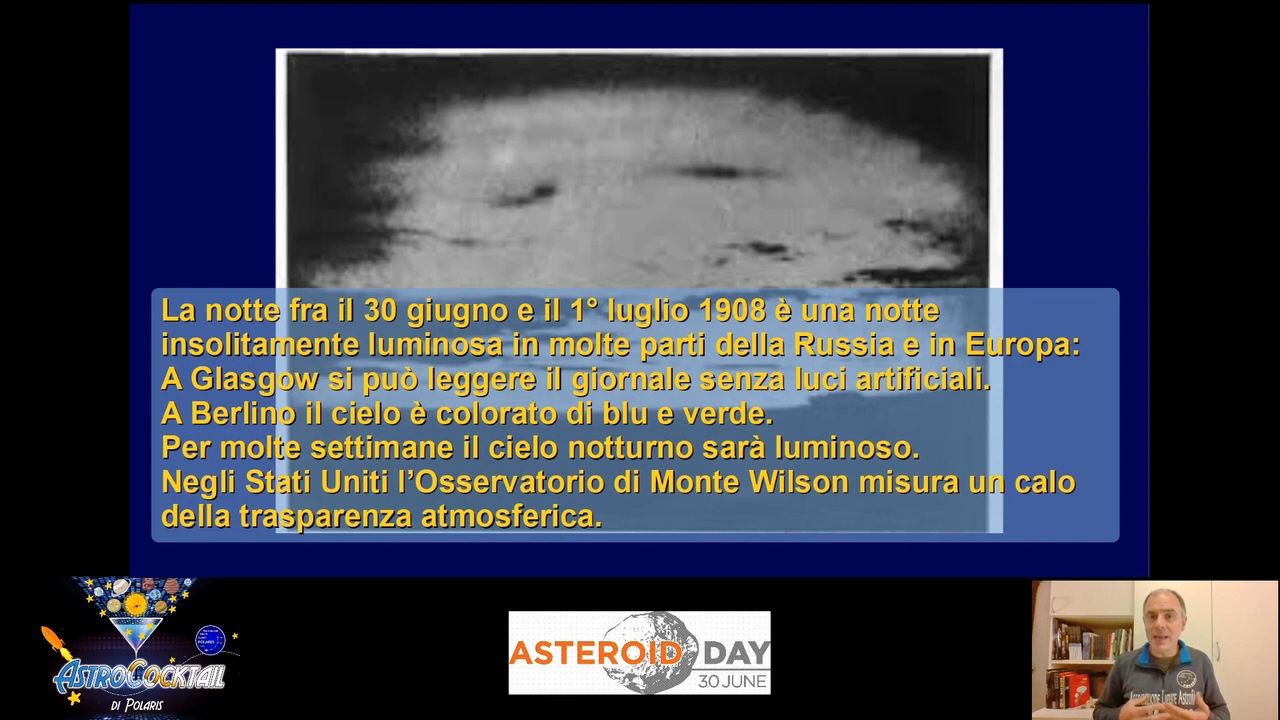 La notte fra il 30 giugno e il 1° luglio 1908 è una notte
insolitamente luminosa in molte parti della Russia e in Europa:
A Glasgow si può leggere il giornale senza luci artificiali.
A Berlino il cielo è colorato di blu e verde.
Per molte settimane il cielo notturno sarà luminoso.
Negli Stati Uniti l’Osservatorio di Monte Wilson misura un calo
della trasparenza atmosferica.
ASTROCOCKTAIL
DI POLARIS
POLARIS
ASTEROID DAY
30 JUNE